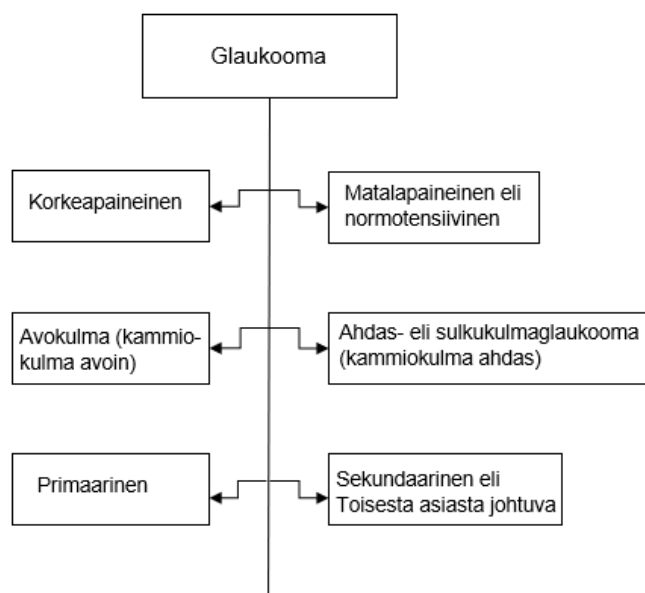 Glaukooma
Korkeapaineinen
Matalapaineinen eli
normotensiivinen
Avokulma (kammio-
kulma avoin)
Ahdas- eli sulkukulmaglaukooma
(kammiokulma ahdas)
Primaarinen
Sekundaarinen eli
Toisesta asiasta johtuva